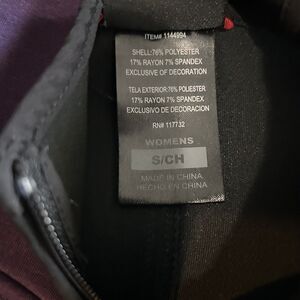 ITEM# 1144994
SHELL:76% POLYESTER
17% RAYON 7% SPANDEX
EXCLUSIVE OF DECORATION
TELA EXTERIOR:76% POLIESTER
17% RAYON 7% SPANDEX
EXCLUSIVO DE DECORACION
RN# 117732
WOMENS
S/CH
MADE IN CHINA
HECHO EN CHINA